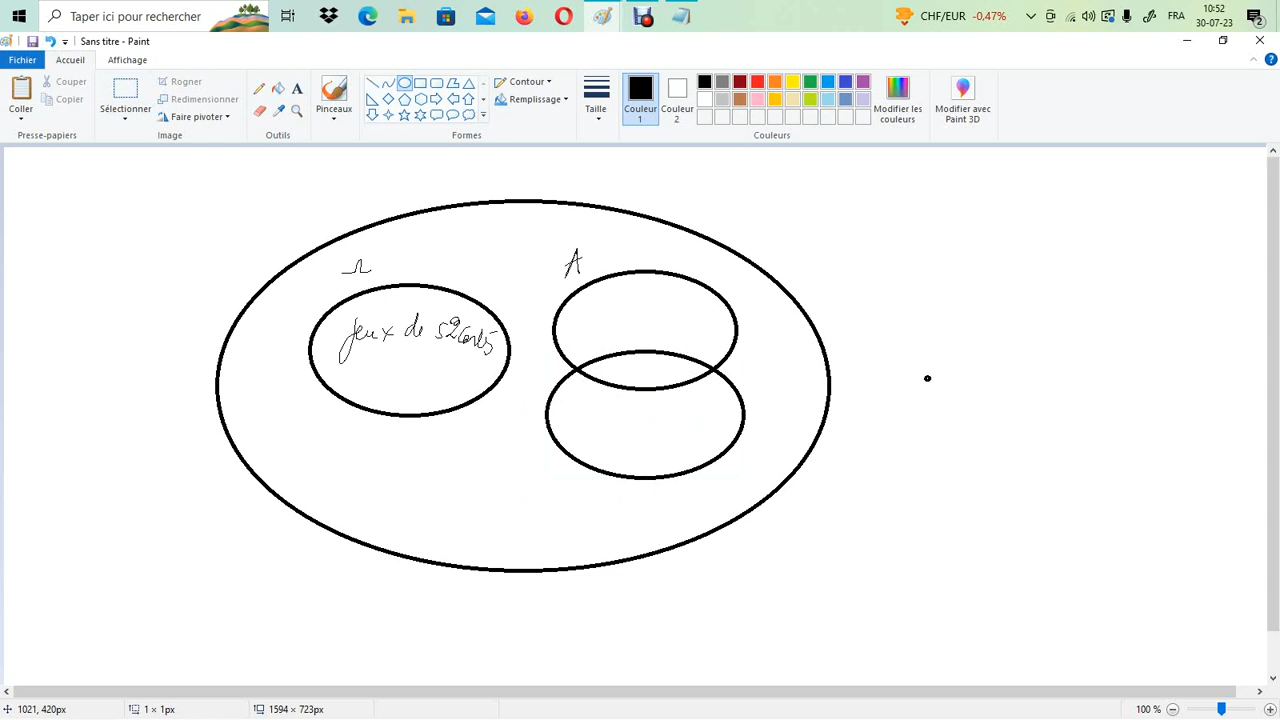 Taper ici pour rechercher
CHF/EUR -0,47%
FRA
10:52
30-07-23
2
Sans titre - Paint
Fichier
Accueil
Affichage
Coller
Couper
Copier
Presse-papiers
Sélectionner
Rogner
Redimensionner
Faire pivoter
Image
Outils
Pinceaux
Contour
Remplissage
Formes
Taille
Couleur 1
Couleur 2
Modifier les couleurs
Couleurs
Modifier avec Paint 3D
Ω
A
jeux de 52 cartes
1021, 420px
1 × 1px
1594 × 723px
100 %